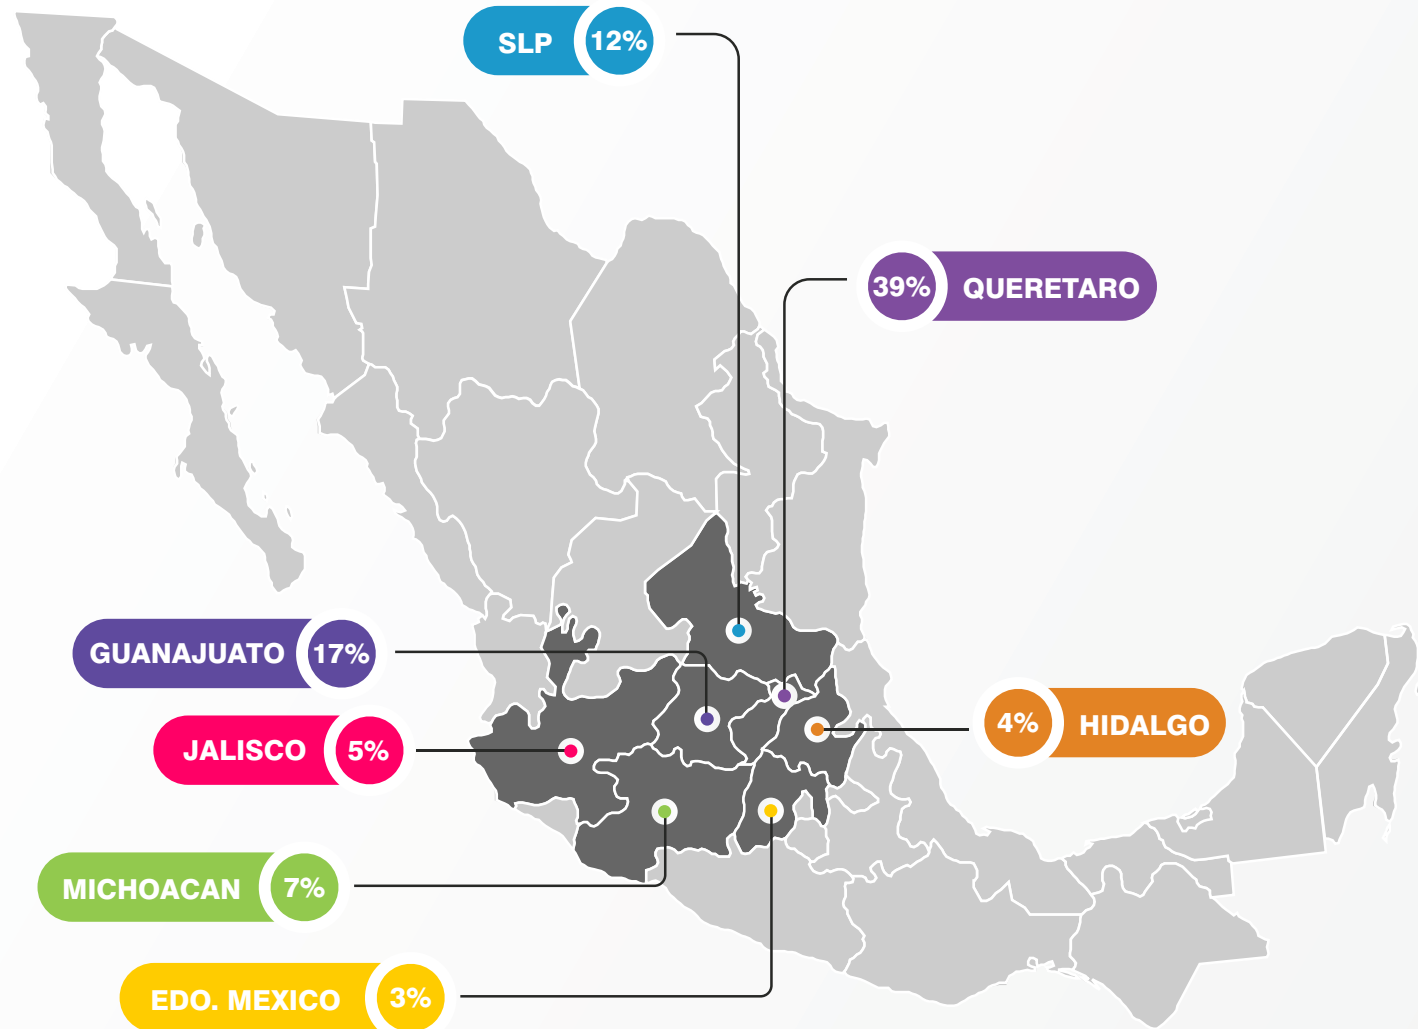 SLP 12%
39% QUERETARO
GUANAJUATO 17%
4% HIDALGO
JALISCO 5%
MICHOACAN 7%
EDO. MEXICO 3%